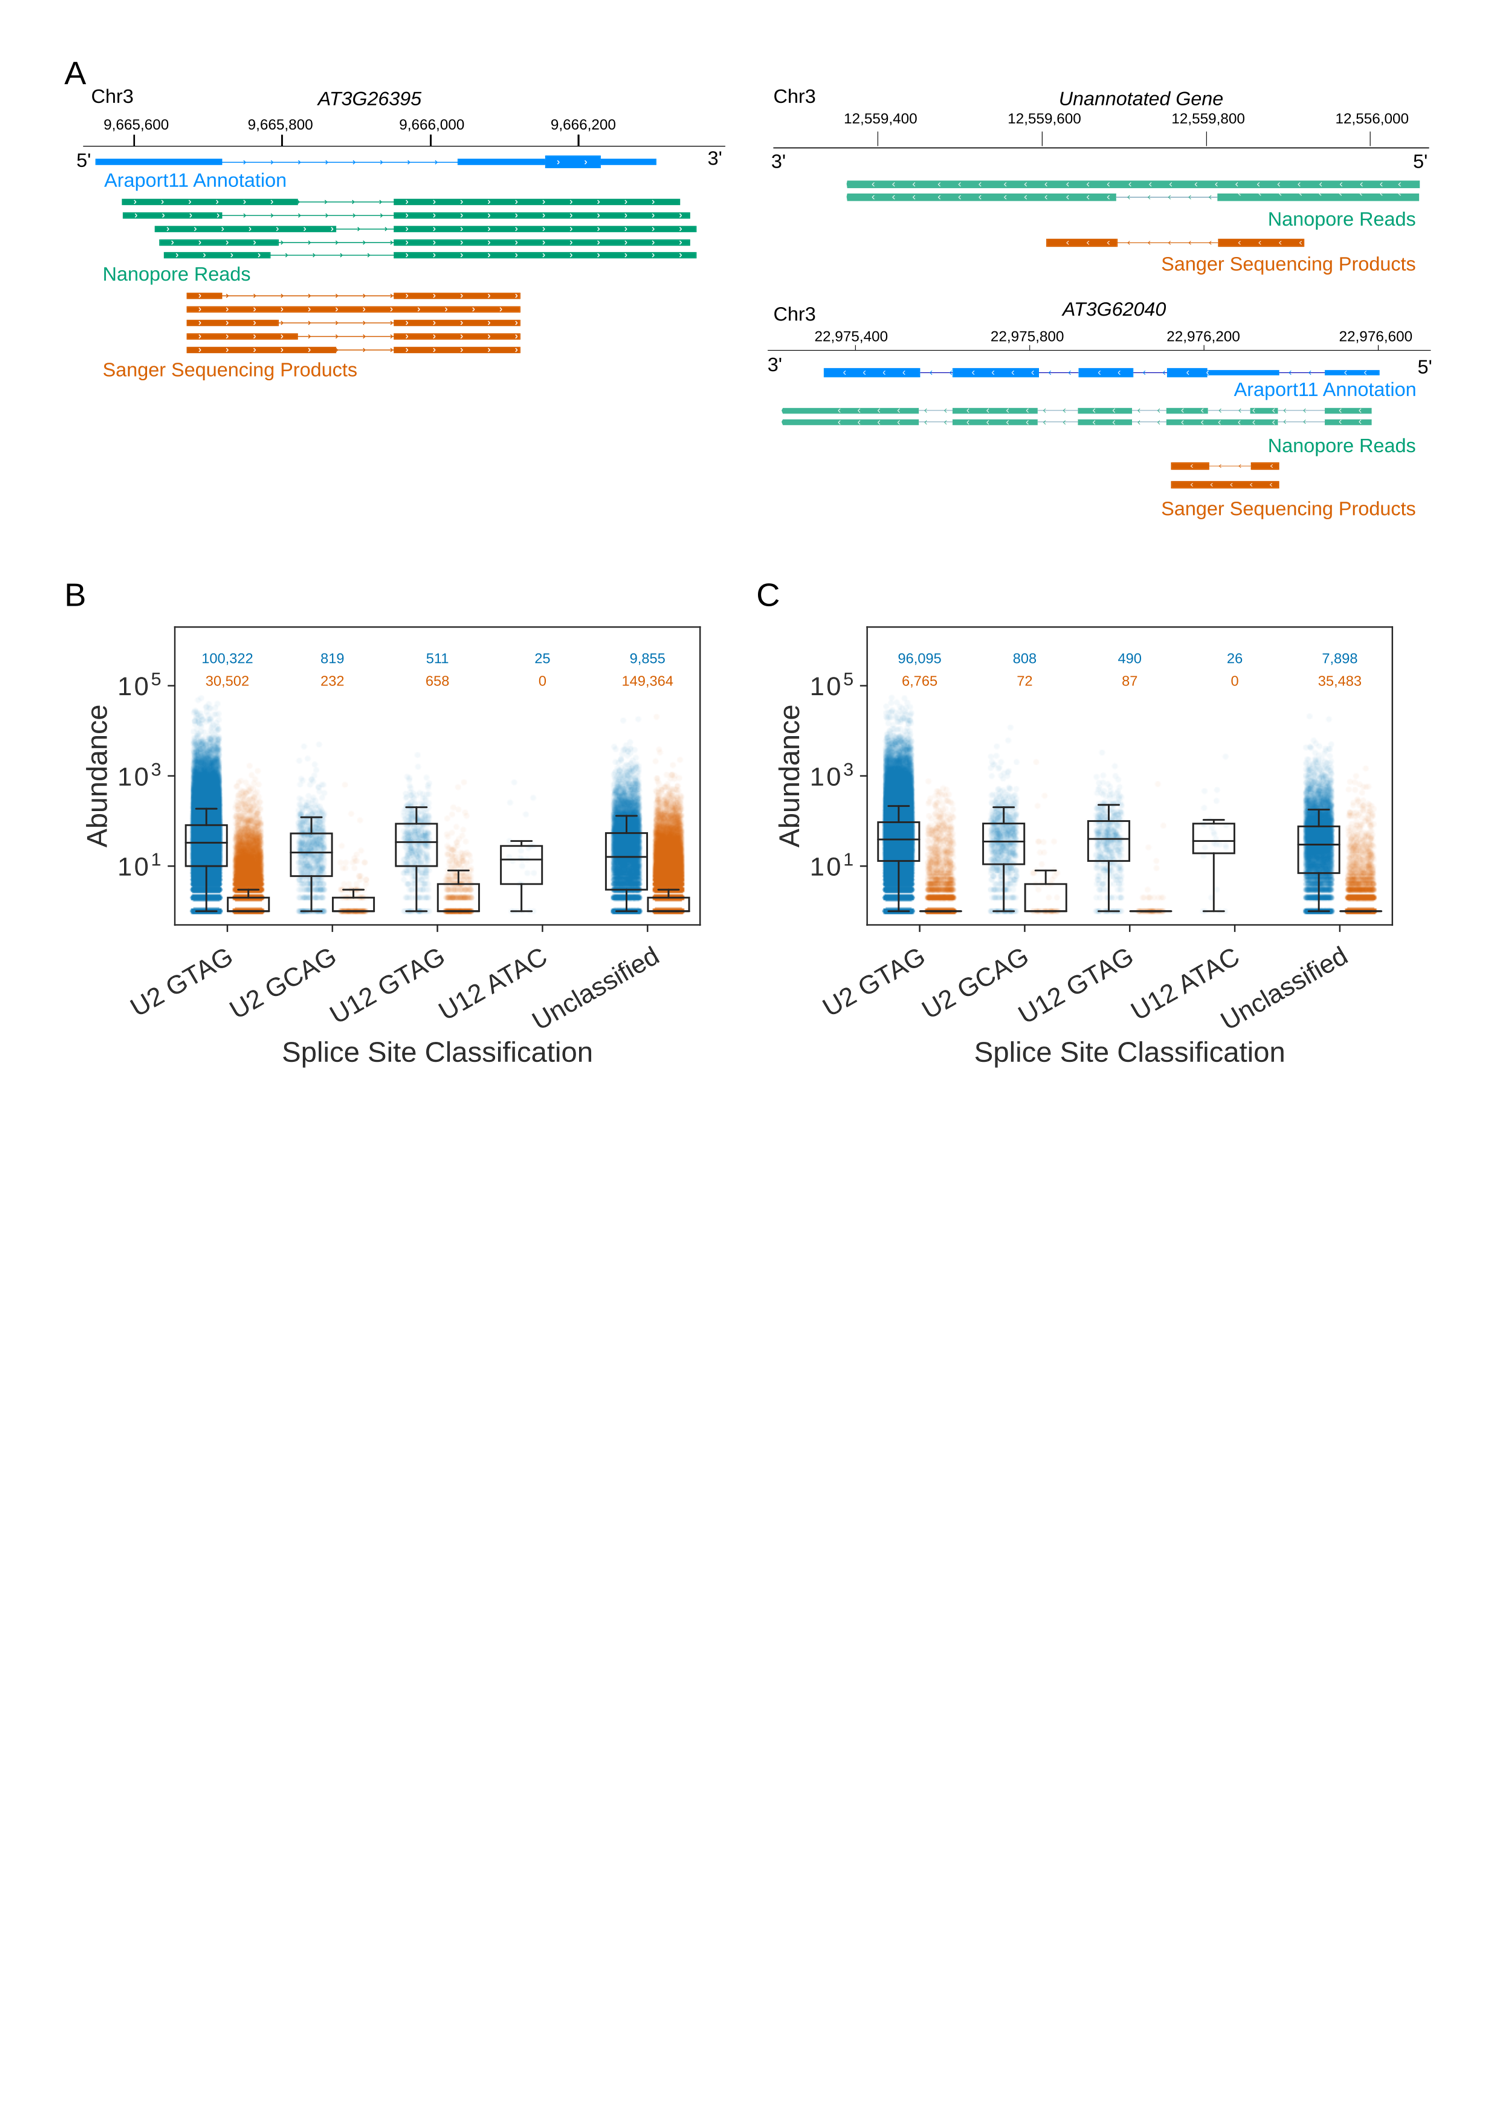 A
Chr3
AT3G26395
9,665,600
9,665,800
9,666,000
9,666,200
5'
3'
Araport11 Annotation
Nanopore Reads
Sanger Sequencing Products
Chr3
Unannotated Gene
12,559,400
12,559,600
12,559,800
12,556,000
3'
5'
Nanopore Reads
Sanger Sequencing Products
Chr3
AT3G62040
22,975,400
22,975,800
22,976,200
22,976,600
3'
5'
Araport11 Annotation
Nanopore Reads
Sanger Sequencing Products
B
100,322 819 511 25 9,855
30,502 232 658 0 149,364
10^5
10^3
10^1
Abundance
U2 GTAG
U2 GCAG
U12 GTAG
U12 ATAC
Unclassified
Splice Site Classification
C
96,095 808 490 26 7,898
6,765 72 87 0 35,483
10^5
10^3
10^1
Abundance
U2 GTAG
U2 GCAG
U12 GTAG
U12 ATAC
Unclassified
Splice Site Classification